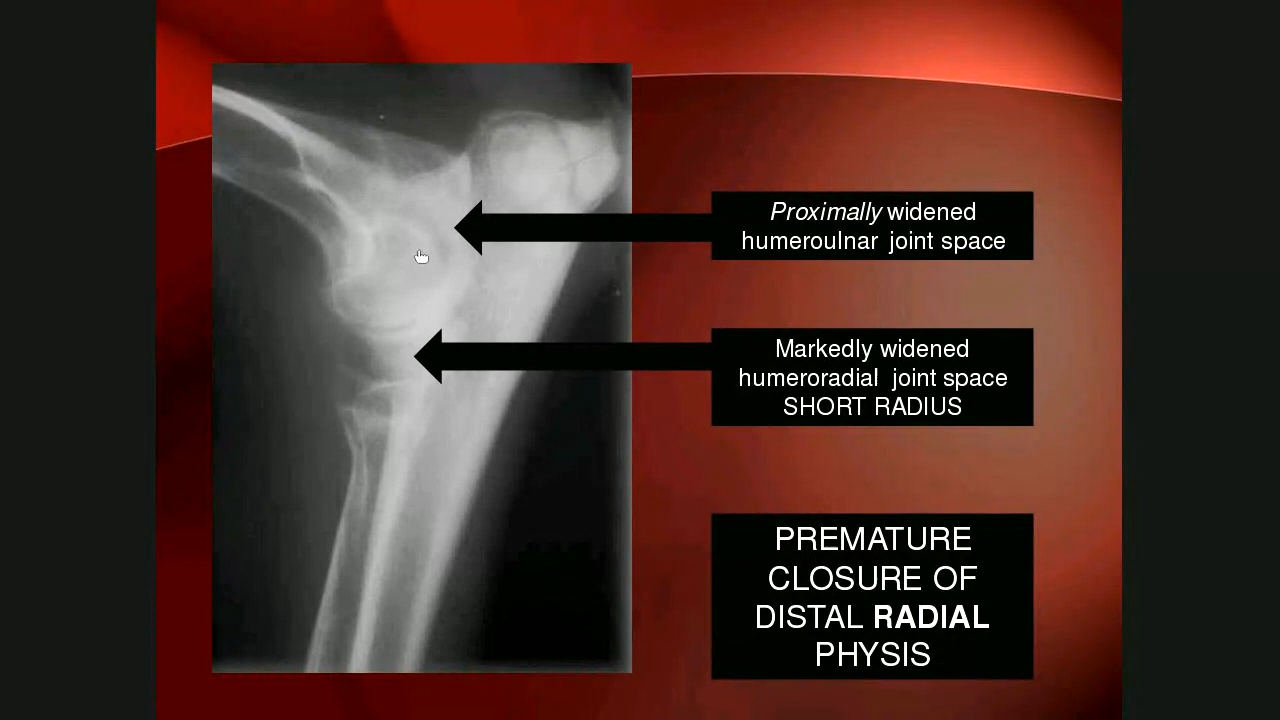 Proximally widened
humeroulnar joint space
Markedly widened
humeroradial joint space
SHORT RADIUS
PREMATURE
CLOSURE OF
DISTAL RADIAL
PHYSIS